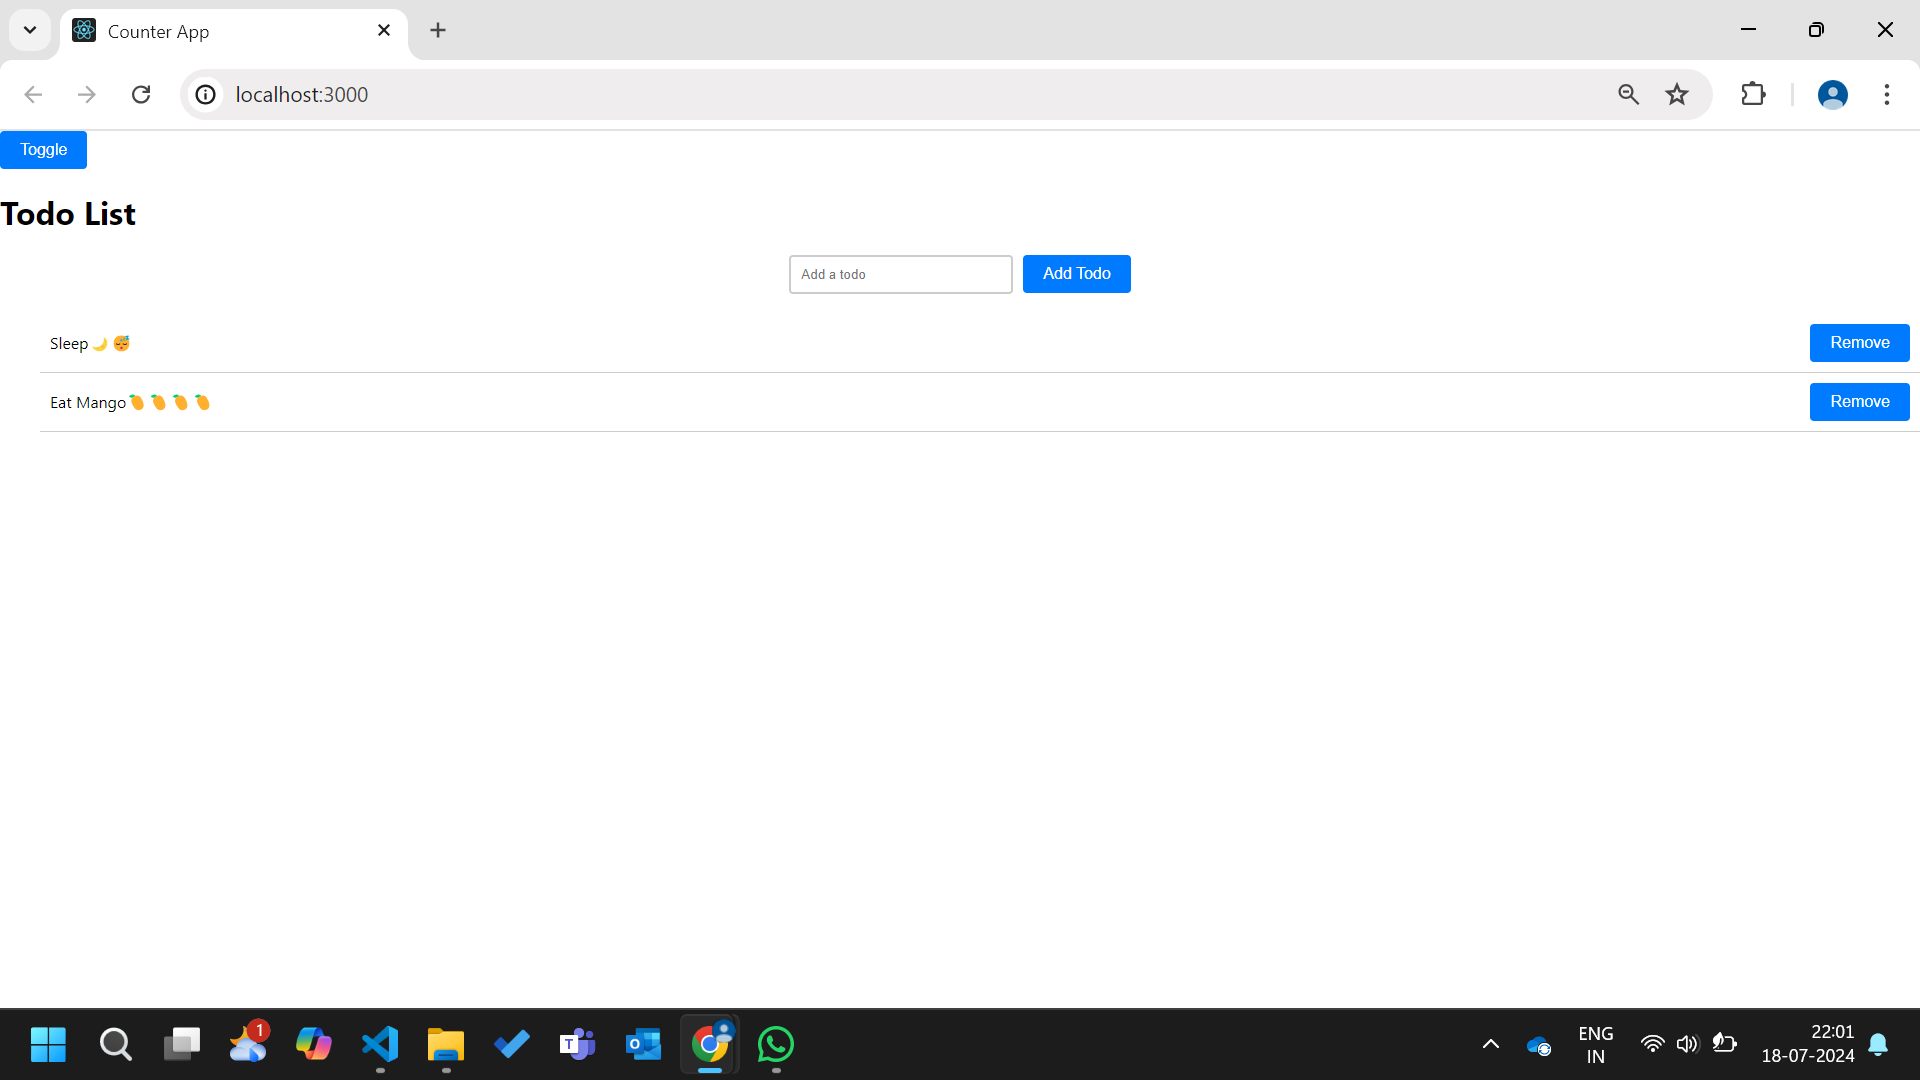 Counter App
localhost:3000
Toggle
Todo List
Add a todo
Add Todo
Sleep🌙😴
Remove
Eat Mango🥭🥭🥭🥭
Remove
1
T
O
ENG
IN
22:01
18-07-2024